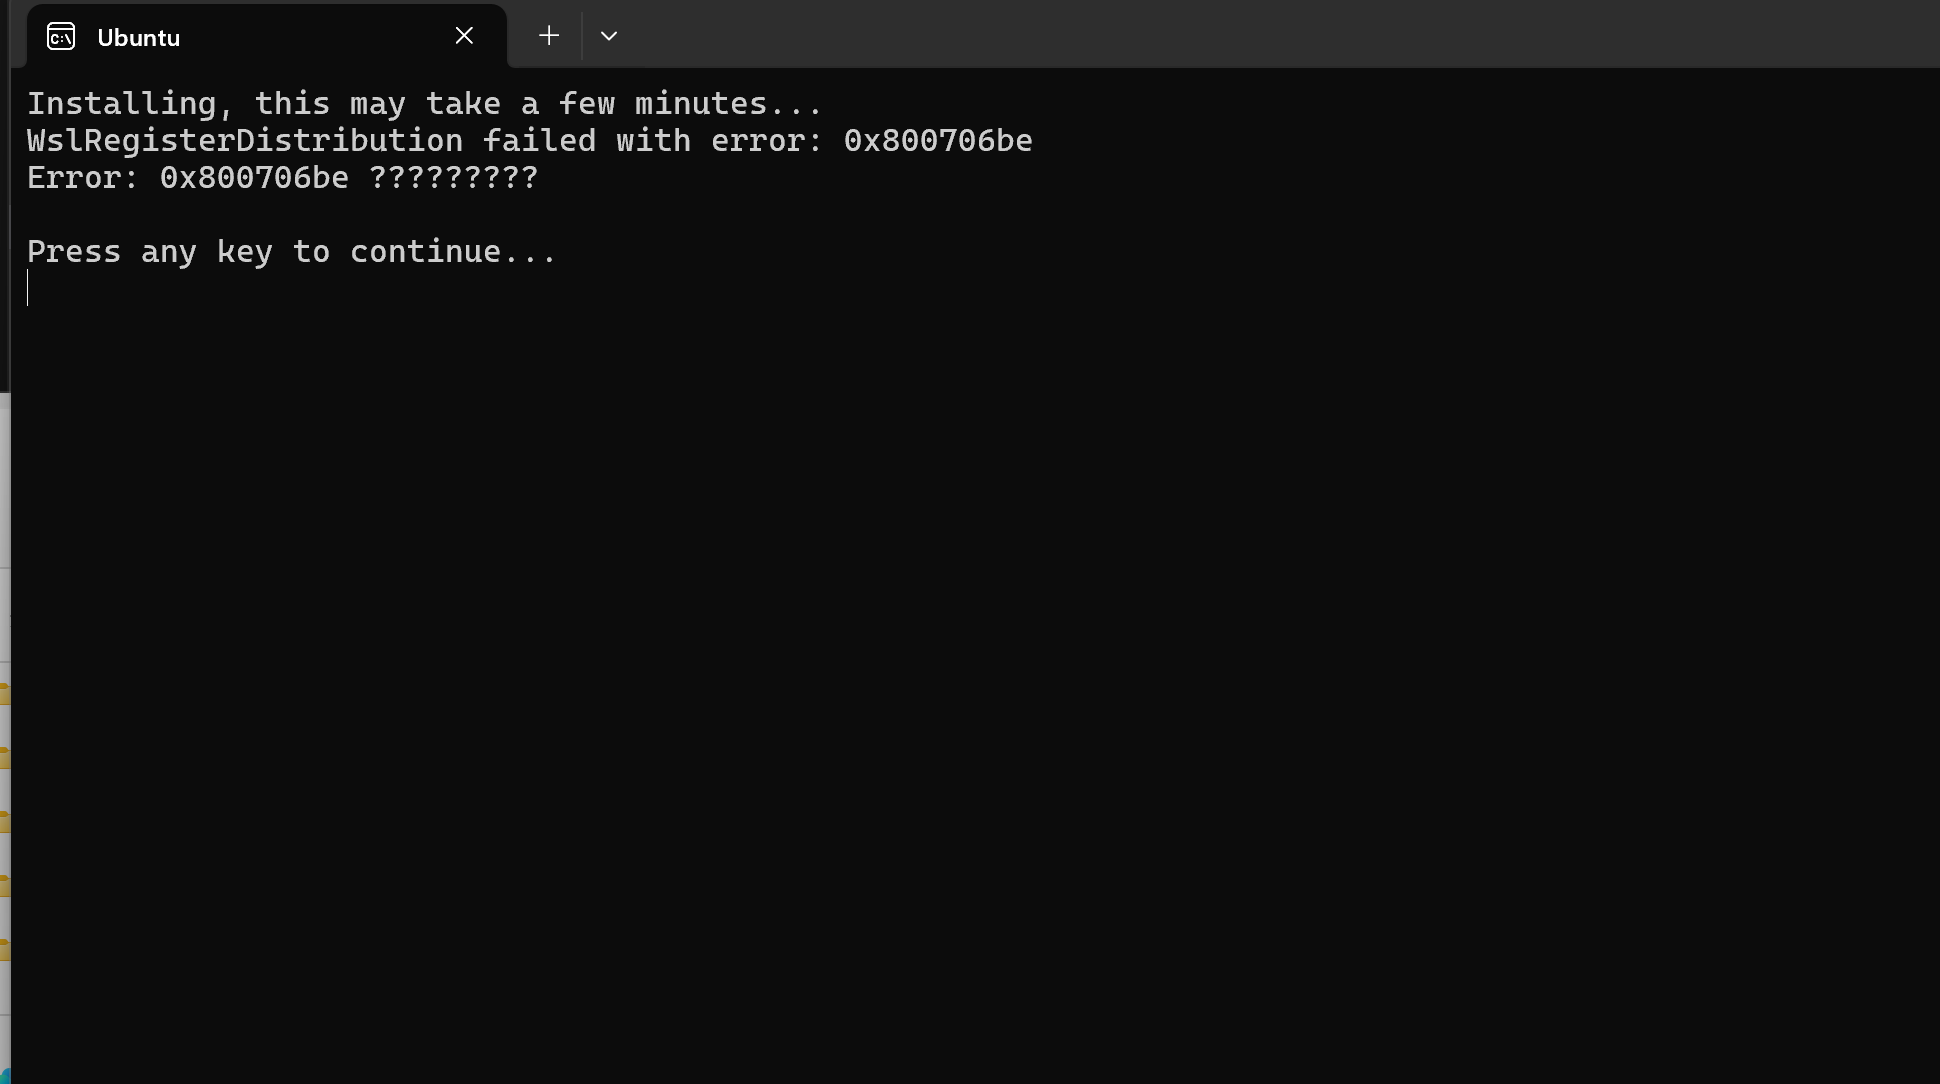 Ubuntu
Installing, this may take a few minutes...
WslRegisterDistribution failed with error: 0x800706be
Error: 0x800706be ?????????
Press any key to continue...